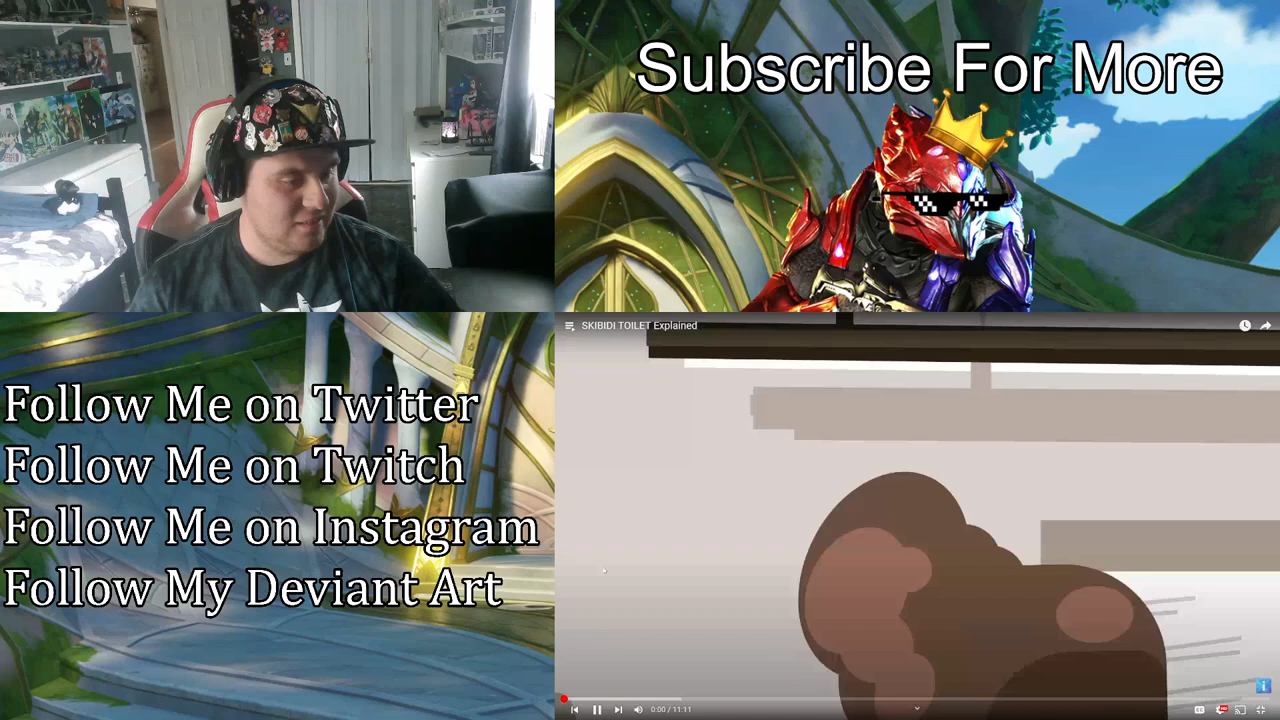 Subscribe For More
SKIBIDI TOILET Explained
Follow Me on Twitter
Follow Me on Twitch
Follow Me on Instagram
Follow My Deviant Art
0:00 / 11:11